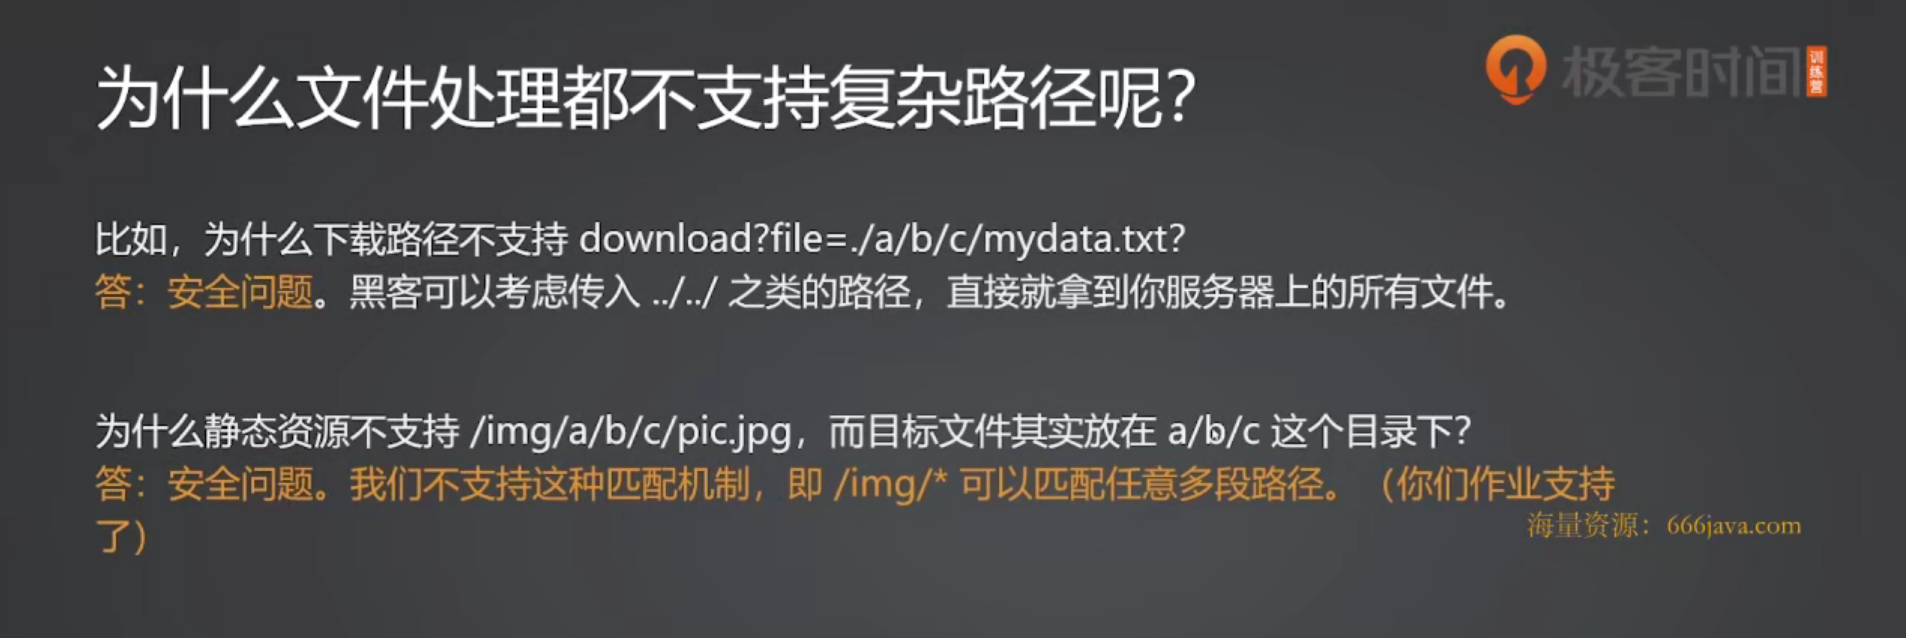 为什么文件处理都不支持复杂路径呢？
极客时间
训练营
比如，为什么下载路径不支持 download?file=./a/b/c/mydata.txt？
答：安全问题。黑客可以考虑传入 ../../ 之类的路径，直接就拿到你服务器上的所有文件。
为什么静态资源不支持 /img/a/b/c/pic.jpg，而目标文件其实放在 a/b/c 这个目录下？
答：安全问题。我们不支持这种匹配机制，即 /img/* 可以匹配任意多段路径。（你们作业支持
了）
海量资源：666java.com